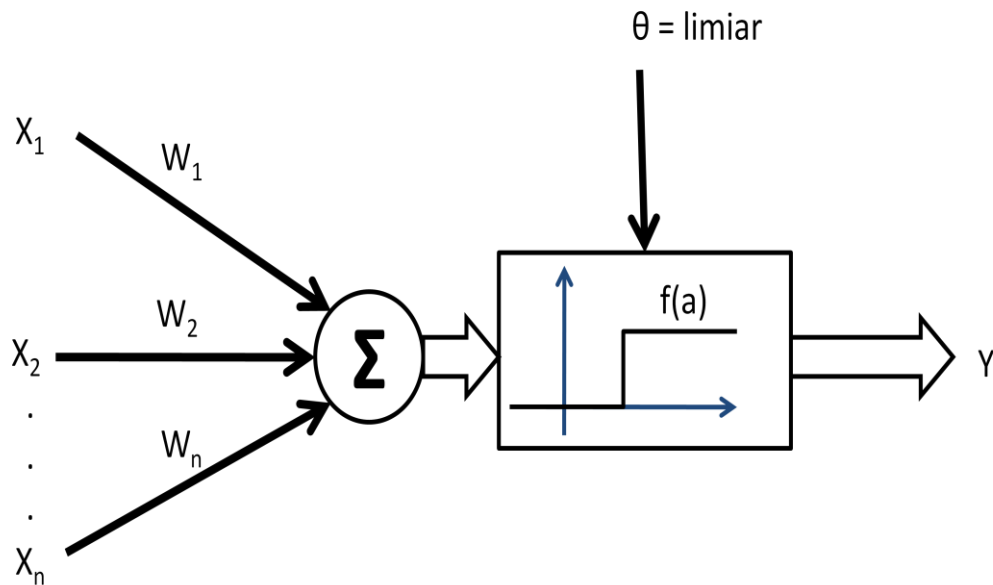 θ = limiar
X₁
W₁
f(a)
W₂
X₂
Σ
Y
.
Wₙ
.
.
Xₙ